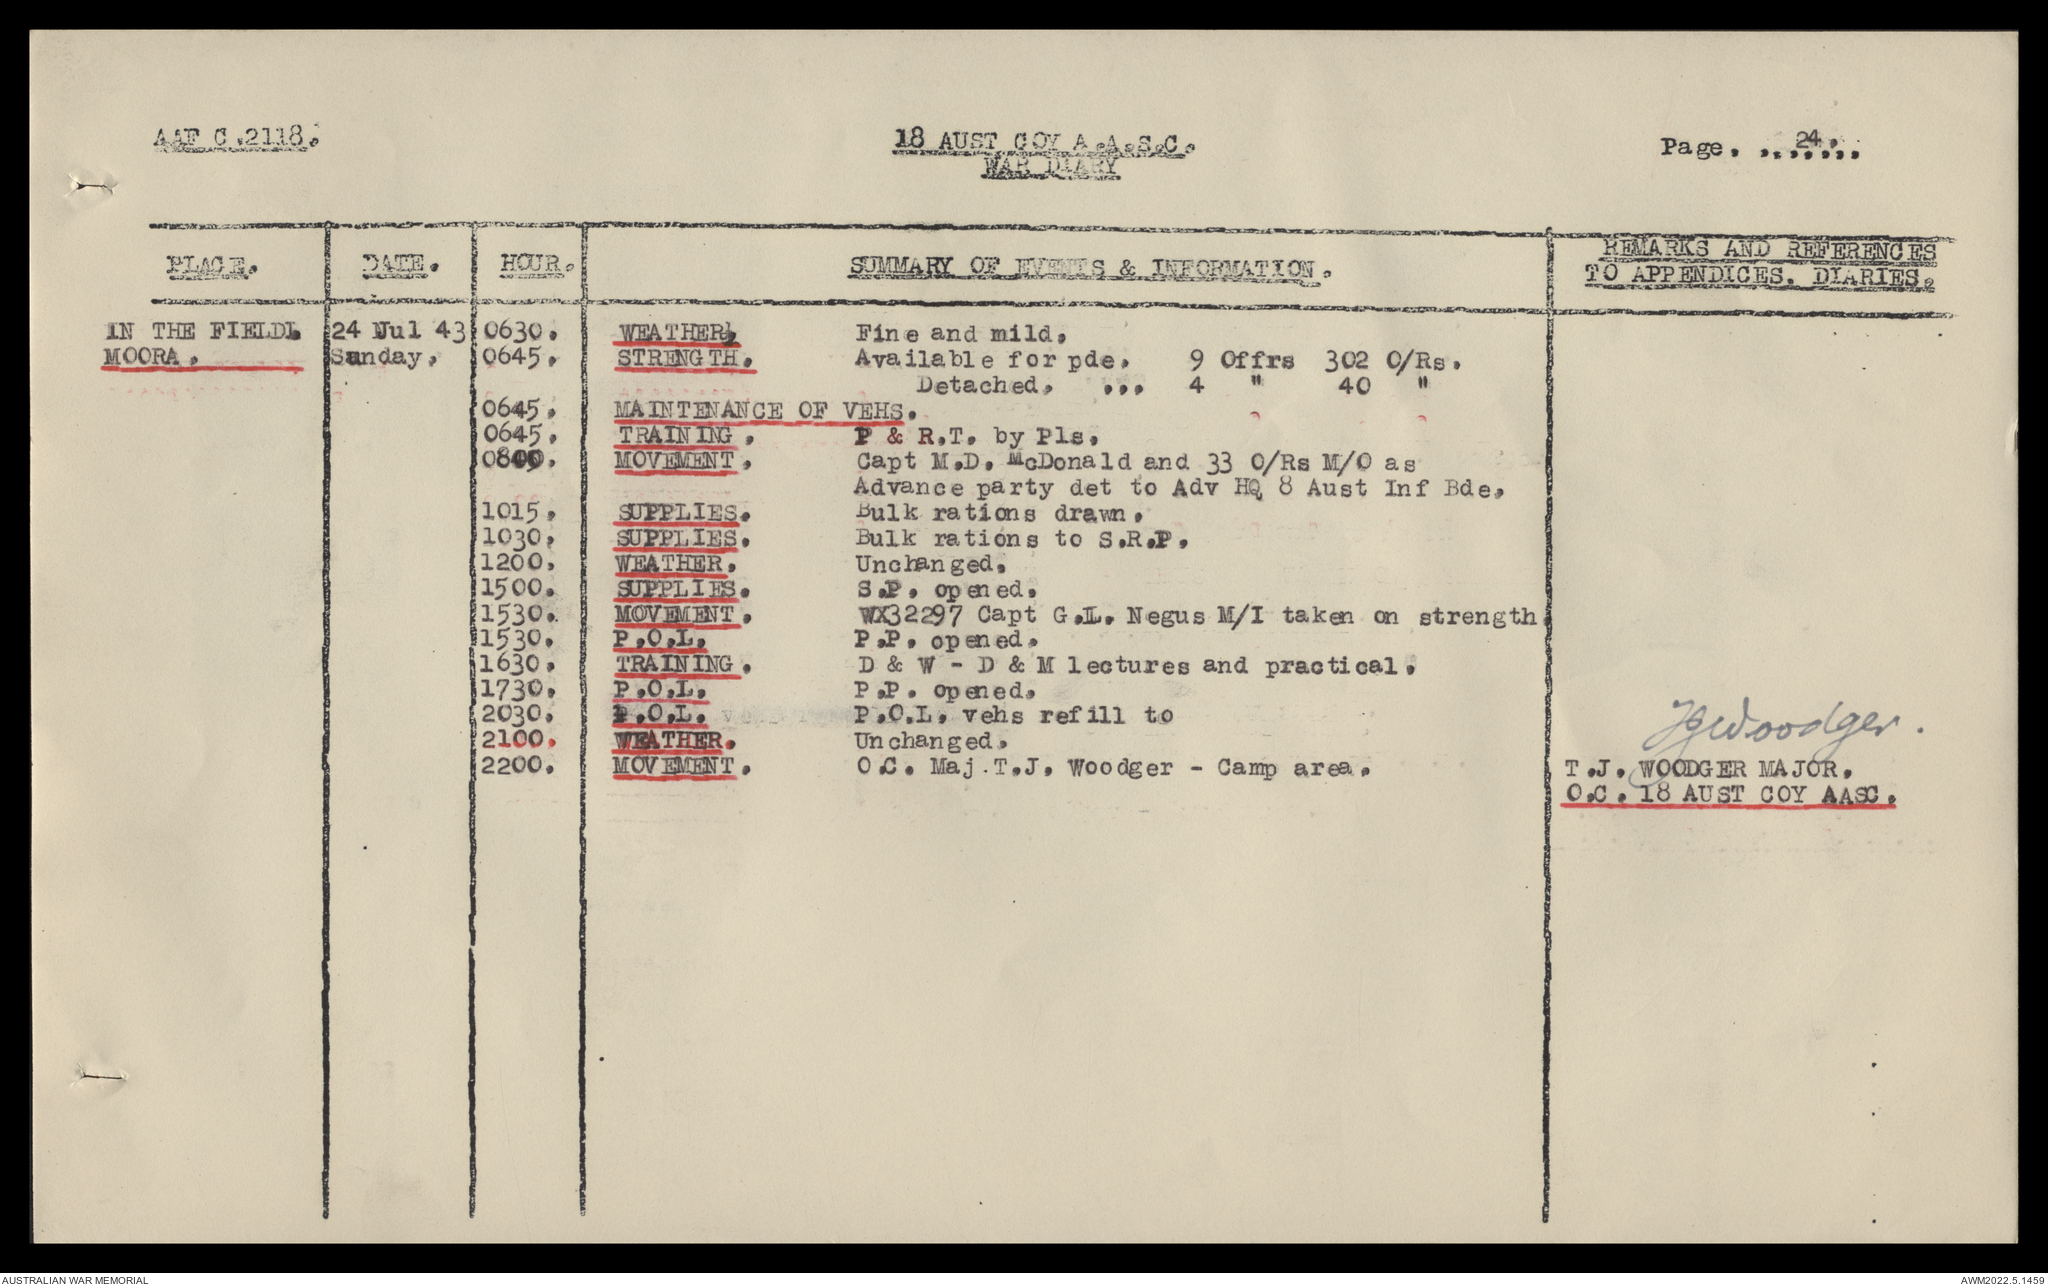 AAF C.2118.
18 AUST COY A.A.S.C.
WAR DIARY
Page. 24.
PLACE. DATE. HOUR. SUMMARY OF EVENTS & INFORMATION. REMARKS AND REFERENCES
TO APPENDICES. DIARIES.
IN THE FIELD. 24 Jul 43 0630. WEATHER, Fine and mild.
MOORA. Sunday. 0645. STRENGTH. Available for pde. 9 Offrs 302 O/Rs.
Detached. ... 4 " 40 "
0645. MAINTENANCE OF VEHS.
0645. TRAINING. P & R.T. by Pls.
0800. MOVEMENT. Capt M.D. McDonald and 33 O/Rs M/O as
Advance party det to Adv HQ 8 Aust Inf Bde.
1015. SUPPLIES. Bulk rations drawn.
1030. SUPPLIES. Bulk rations to S.R.P.
1200. WEATHER. Unchanged.
1500. SUPPLIES. S.P. opened.
1530. MOVEMENT. WX32297 Capt G.L. Negus M/I taken on strength.
1530. P.O.L. P.P. opened.
1630. TRAINING. D & W - D & M lectures and practical.
1730. P.O.L. P.P. opened.
2030. P.O.L. P.O.L. vehs refill to
2100. WEATHER. Unchanged.
2200. MOVEMENT. O.C. Maj.T.J. Woodger - Camp area.
TJWoodger.
T.J. WOODGER MAJOR.
O.C. 18 AUST COY AASC.
AUSTRALIAN WAR MEMORIAL
AWM2022.5.1459